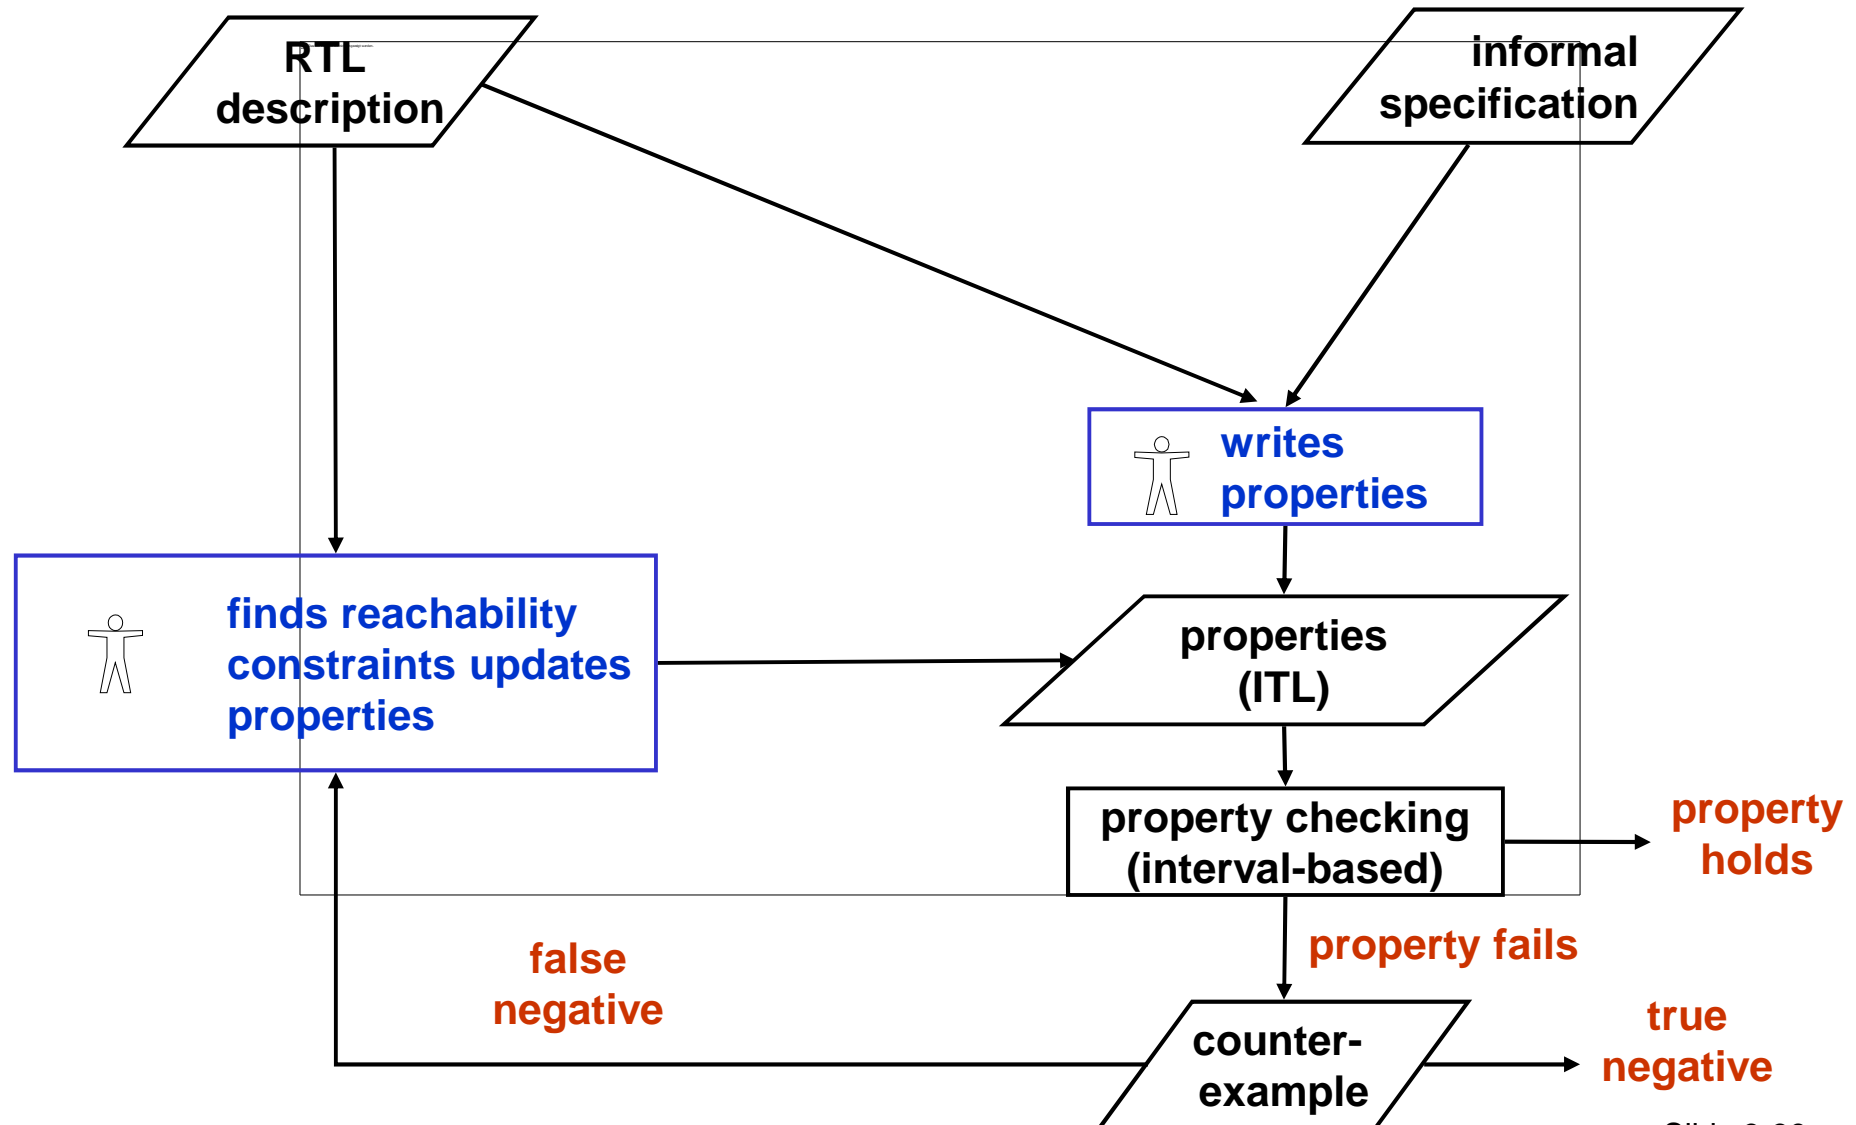 RTL
description
informal
specification
writes
properties
finds reachability
constraints updates
properties
properties
(ITL)
property checking
(interval-based)
property
holds
property fails
false
negative
counter-
example
true
negative